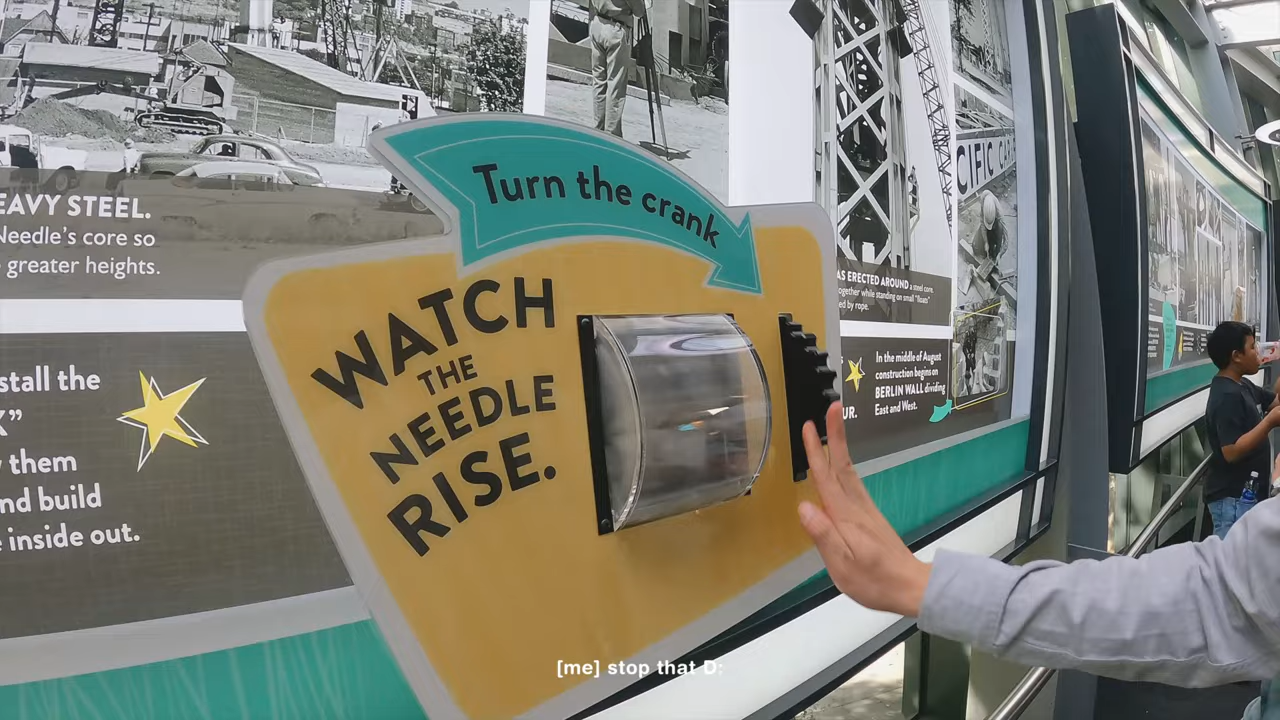 EAVY STEEL.
Needle's core so
greater heights.
Turn the crank
WATCH
THE
NEEDLE
RISE.
stall the
K"
them
nd build
inside out.
CIFIC CA
AS ERECTED AROUND a steel core,
ogether while standing on small "floats"
ed by rope.
UR.
In the middle of August
construction begins on
BERLIN WALL dividing
East and West.
[me] stop that D: